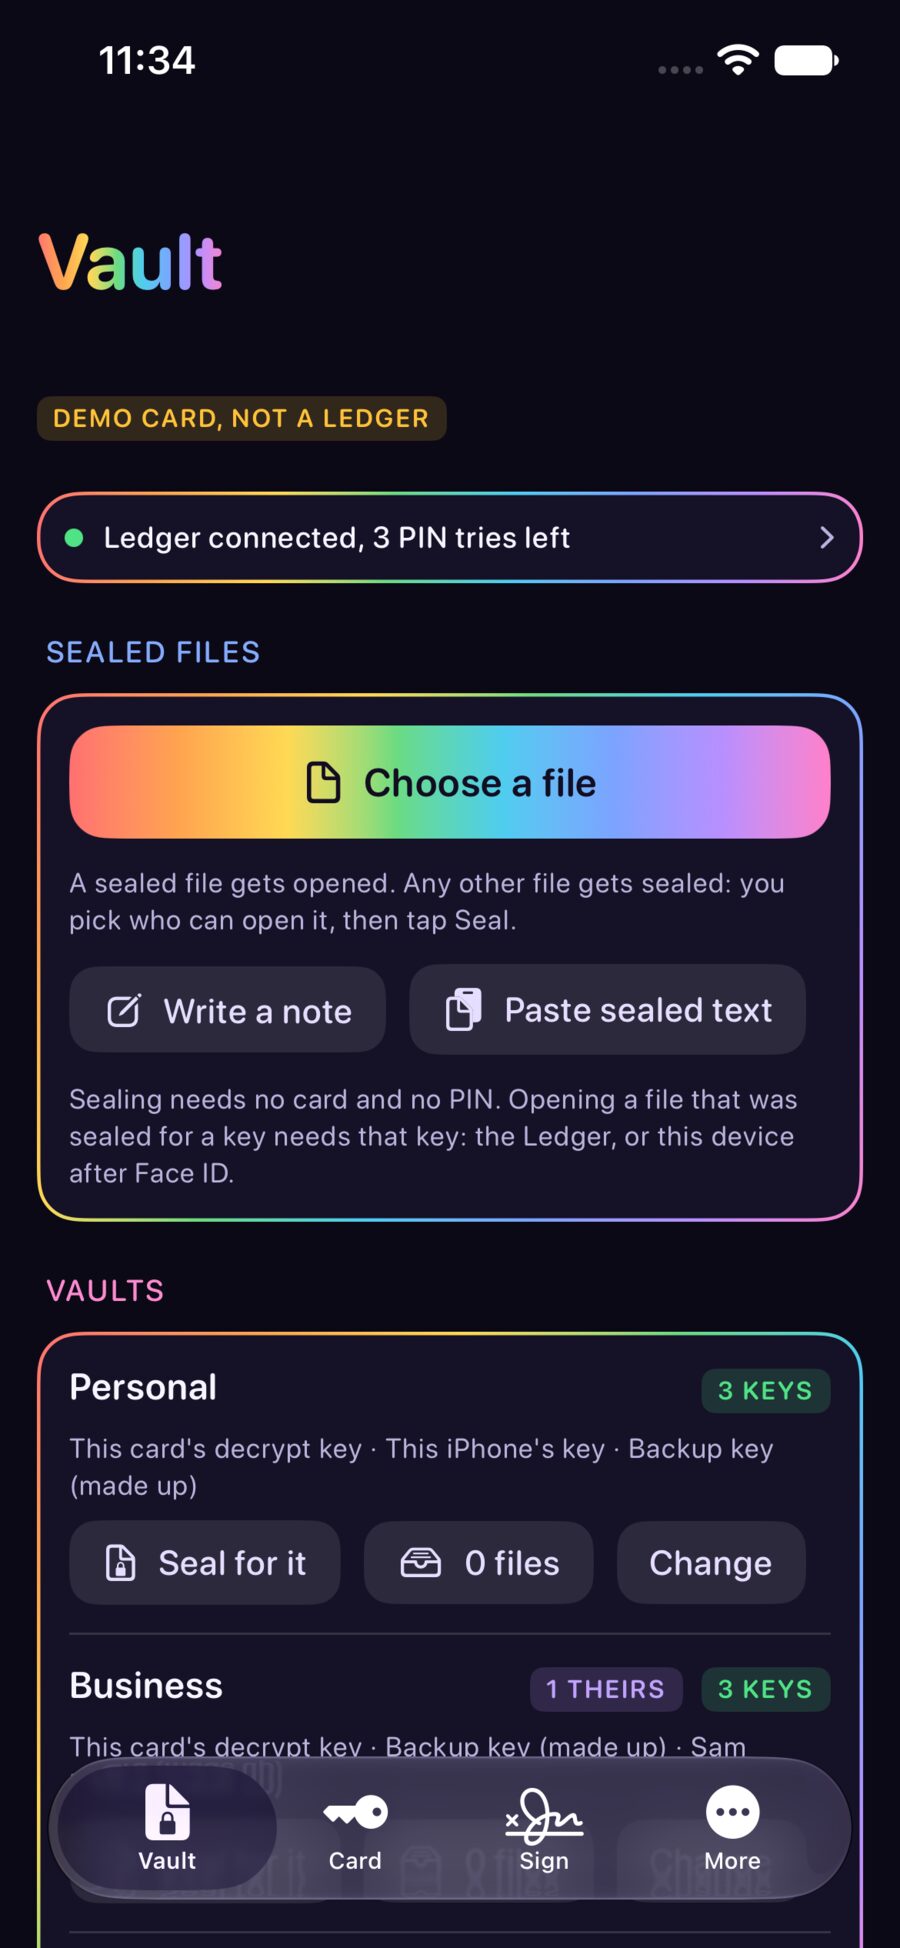 11:34
Vault
DEMO CARD, NOT A LEDGER
Ledger connected, 3 PIN tries left
SEALED FILES
Choose a file
A sealed file gets opened. Any other file gets sealed: you
pick who can open it, then tap Seal.
Write a note
Paste sealed text
Sealing needs no card and no PIN. Opening a file that was
sealed for a key needs that key: the Ledger, or this device
after Face ID.
VAULTS
Personal
3 KEYS
This card's decrypt key · This iPhone's key · Backup key
(made up)
Seal for it
0 files
Change
Business
1 THEIRS
3 KEYS
This card's decrypt key · Backup key (made up) · Sam
Vault
Card
Sign
More